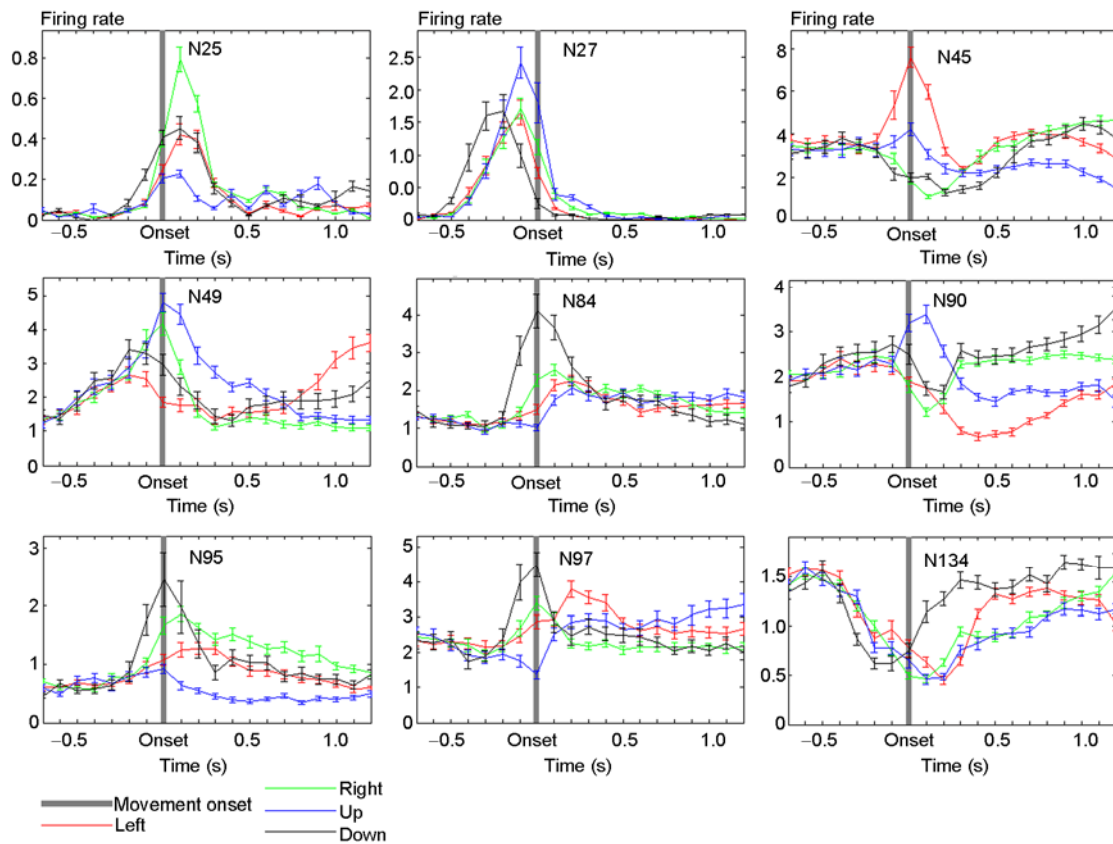 Firing rate
Firing rate
N25
0.8
0.6
0.4
0.2
0
−0.5
Onset
0.5
1.0
Time (s)
N27
2.5
2.0
1.5
1.0
0.0
0
−0.5
Onset
0.5
1.0
Time (s)
N45
8
6
4
2
0
−0.5
Onset
0.5
1.0
Time (s)
N49
5
4
3
2
1
0
−0.5
Onset
0.5
1.0
Time (s)
N84
4
3
2
1
0
−0.5
Onset
0.5
1.0
Time (s)
N90
4
3
2
1
0
−0.5
Onset
0.5
1.0
Time (s)
N95
3
2
1
0
−0.5
Onset
0.5
1.0
Time (s)
N97
5
4
3
2
1
0
−0.5
Onset
0.5
1.0
Time (s)
N134
1.5
1.0
0.5
0
−0.5
Onset
0.5
1.0
Time (s)
Movement onset
Left
Right
Up
Down